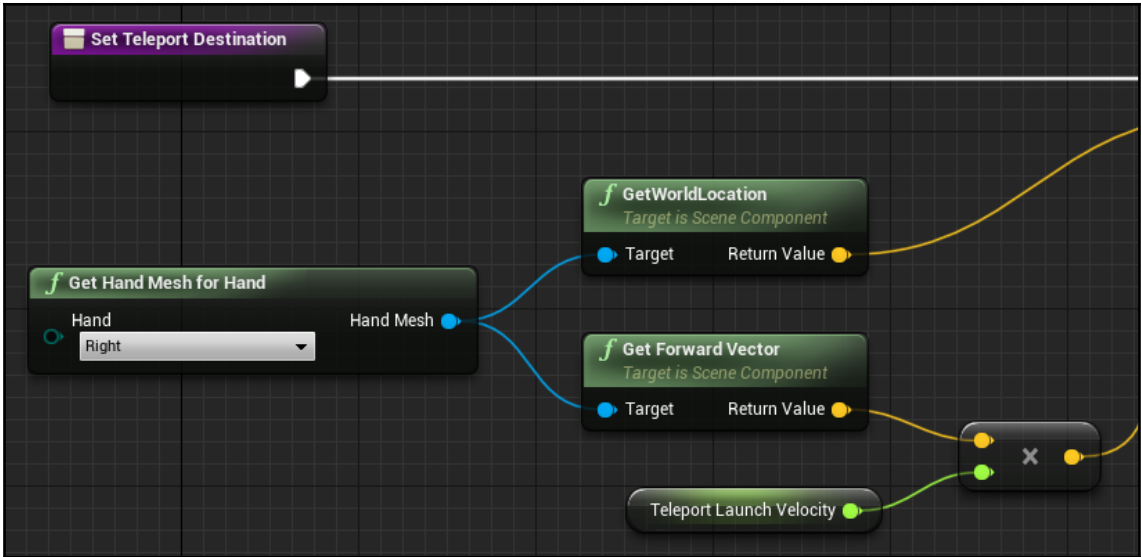 Set Teleport Destination
f GetWorldLocation
Target is Scene Component
Target Return Value
f Get Hand Mesh for Hand
Hand Hand Mesh
Right
f Get Forward Vector
Target is Scene Component
Target Return Value
×
Teleport Launch Velocity